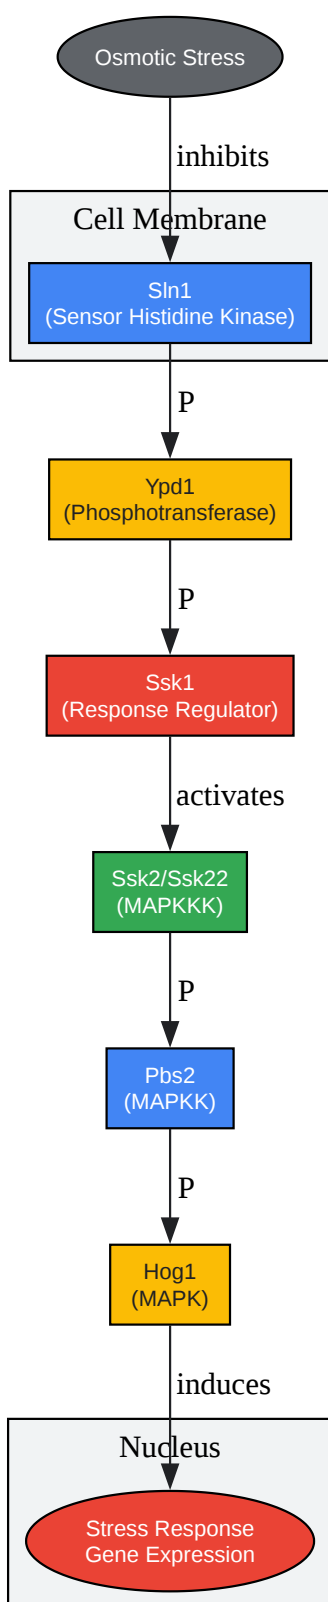 Osmotic Stress
inhibits
Cell Membrane
Sln1
(Sensor Histidine Kinase)
P
Ypd1
(Phosphotransferase)
P
Ssk1
(Response Regulator)
activates
Ssk2/Ssk22
(MAPKKK)
P
Pbs2
(MAPKK)
P
Hog1
(MAPK)
induces
Nucleus
Stress Response
Gene Expression